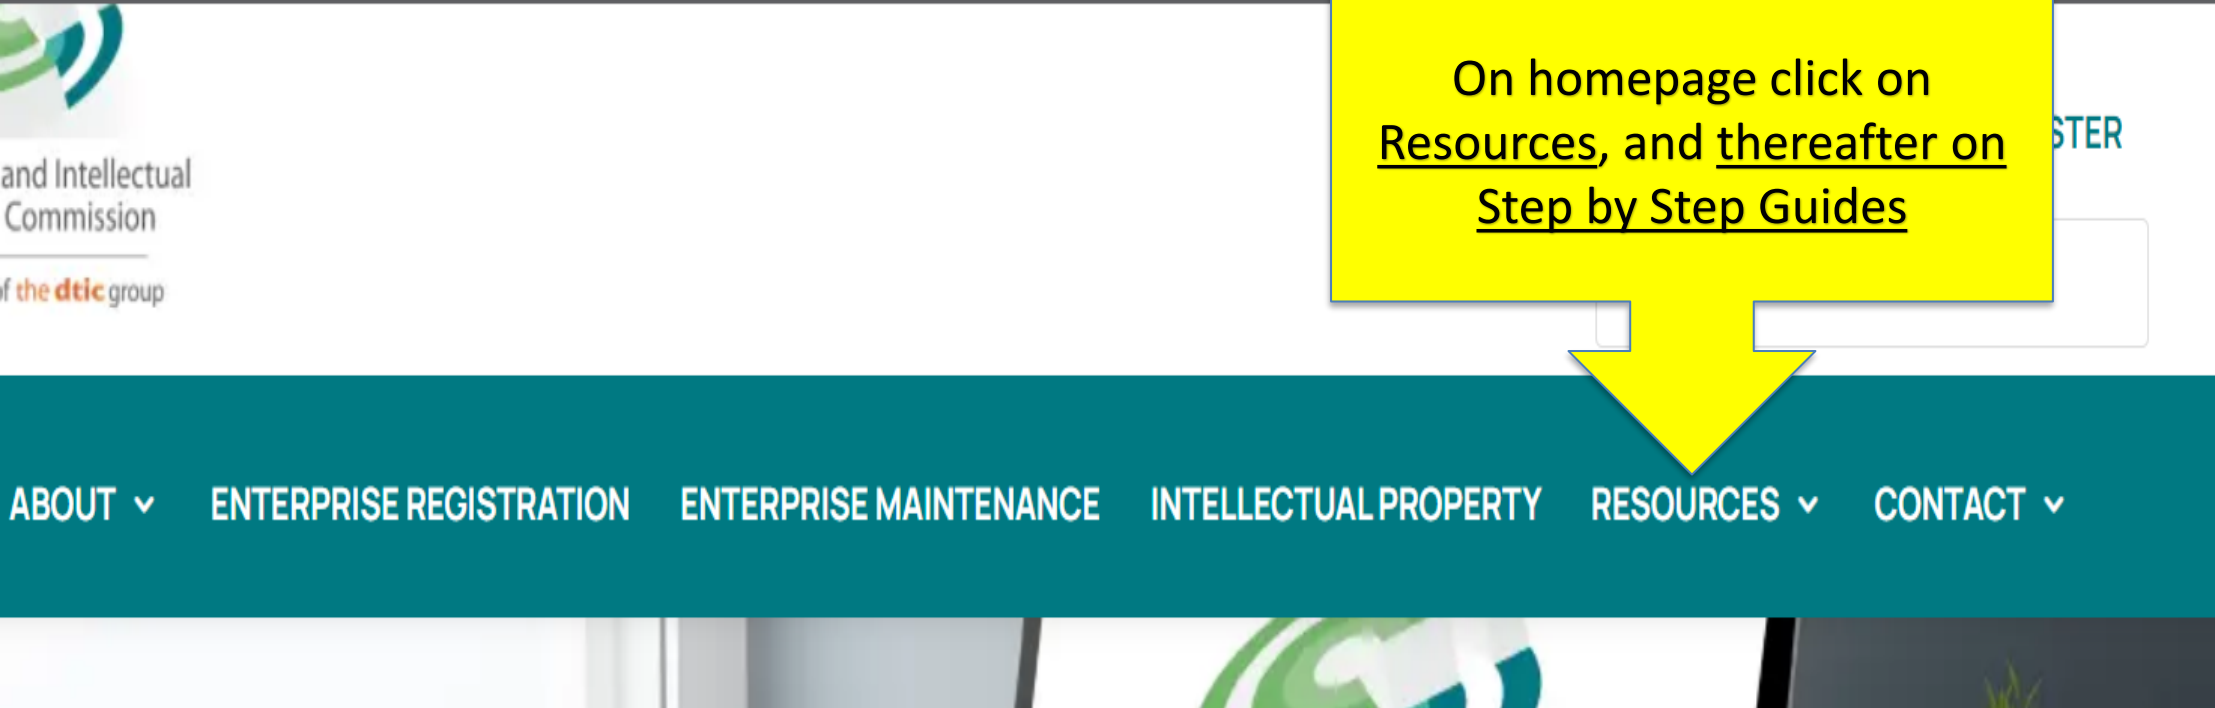 and Intellectual
Commission
of the dtic group
On homepage click on
Resources, and thereafter on
Step by Step Guides
STER
ABOUT
ENTERPRISE REGISTRATION
ENTERPRISE MAINTENANCE
INTELLECTUAL PROPERTY
RESOURCES
CONTACT